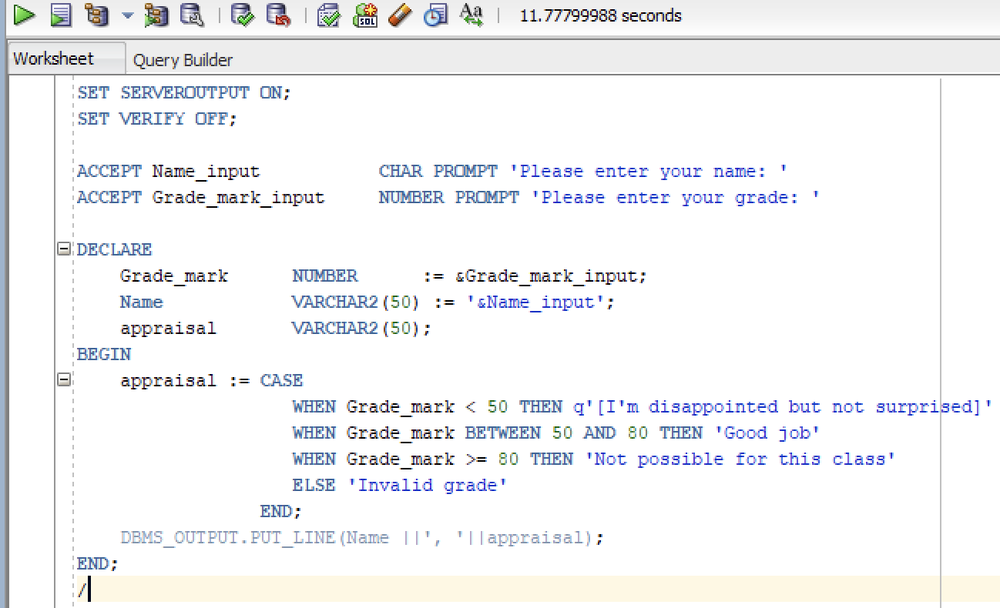 SQL
Aa
11.77799988 seconds
Worksheet
Query Builder
SET SERVEROUTPUT ON;
SET VERIFY OFF;
ACCEPT Name_input CHAR PROMPT 'Please enter your name: '
ACCEPT Grade_mark_input NUMBER PROMPT 'Please enter your grade: '
DECLARE
Grade_mark NUMBER := &Grade_mark_input;
Name VARCHAR2(50) := '&Name_input';
appraisal VARCHAR2(50);
BEGIN
appraisal := CASE
WHEN Grade_mark < 50 THEN q'[I'm disappointed but not surprised]'
WHEN Grade_mark BETWEEN 50 AND 80 THEN 'Good job'
WHEN Grade_mark >= 80 THEN 'Not possible for this class'
ELSE 'Invalid grade'
END;
DBMS_OUTPUT.PUT_LINE(Name ||', '||appraisal);
END;
/